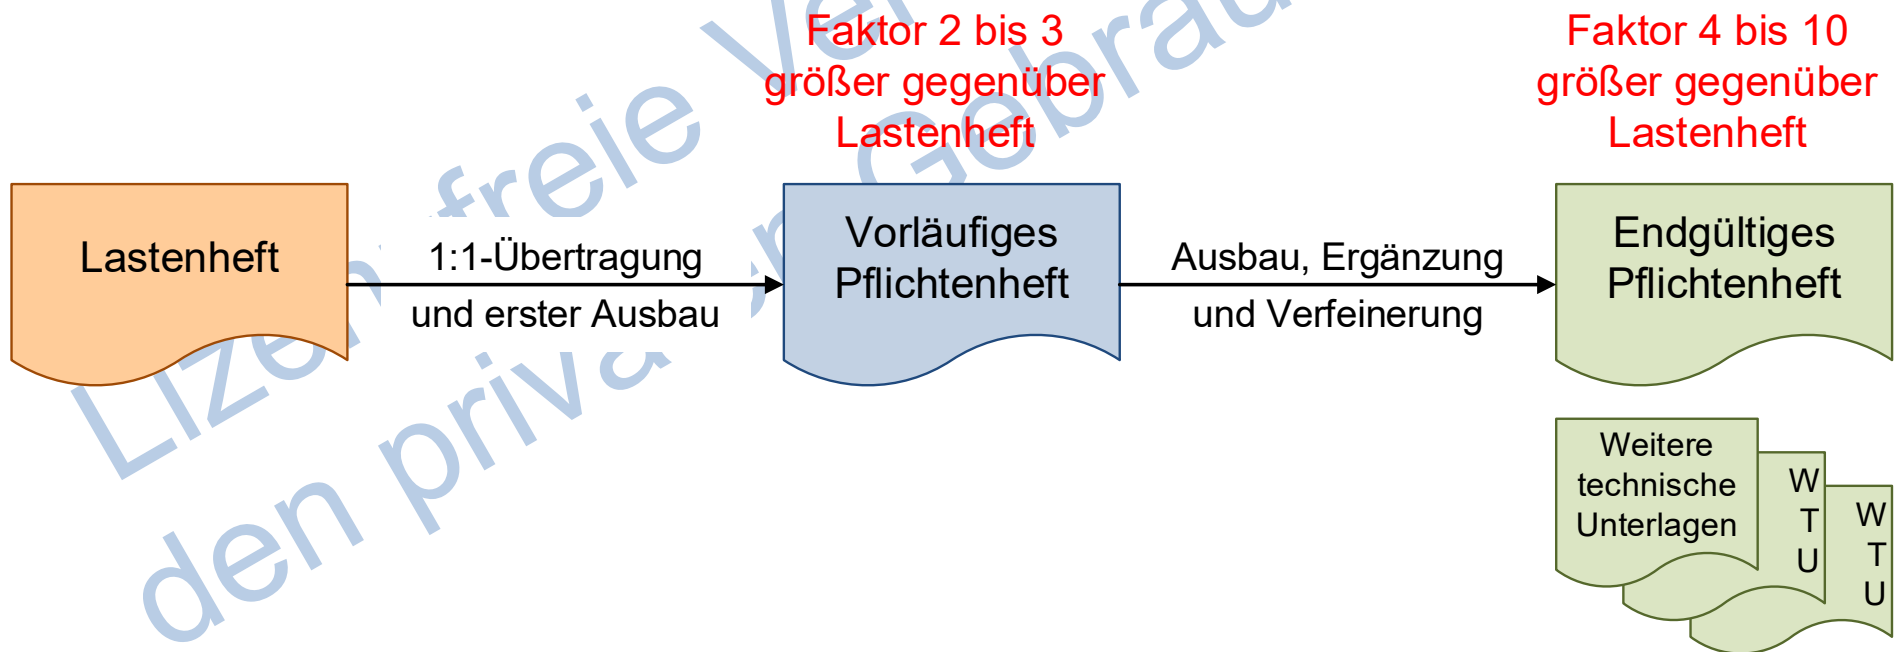 Faktor 2 bis 3
größer gegenüber
Lastenheft
Faktor 4 bis 10
größer gegenüber
Lastenheft
Lastenheft
1:1-Übertragung
und erster Ausbau
Vorläufiges
Pflichtenheft
Ausbau, Ergänzung
und Verfeinerung
Endgültiges
Pflichtenheft
Weitere
technische
Unterlagen
W
T
U
W
T
U